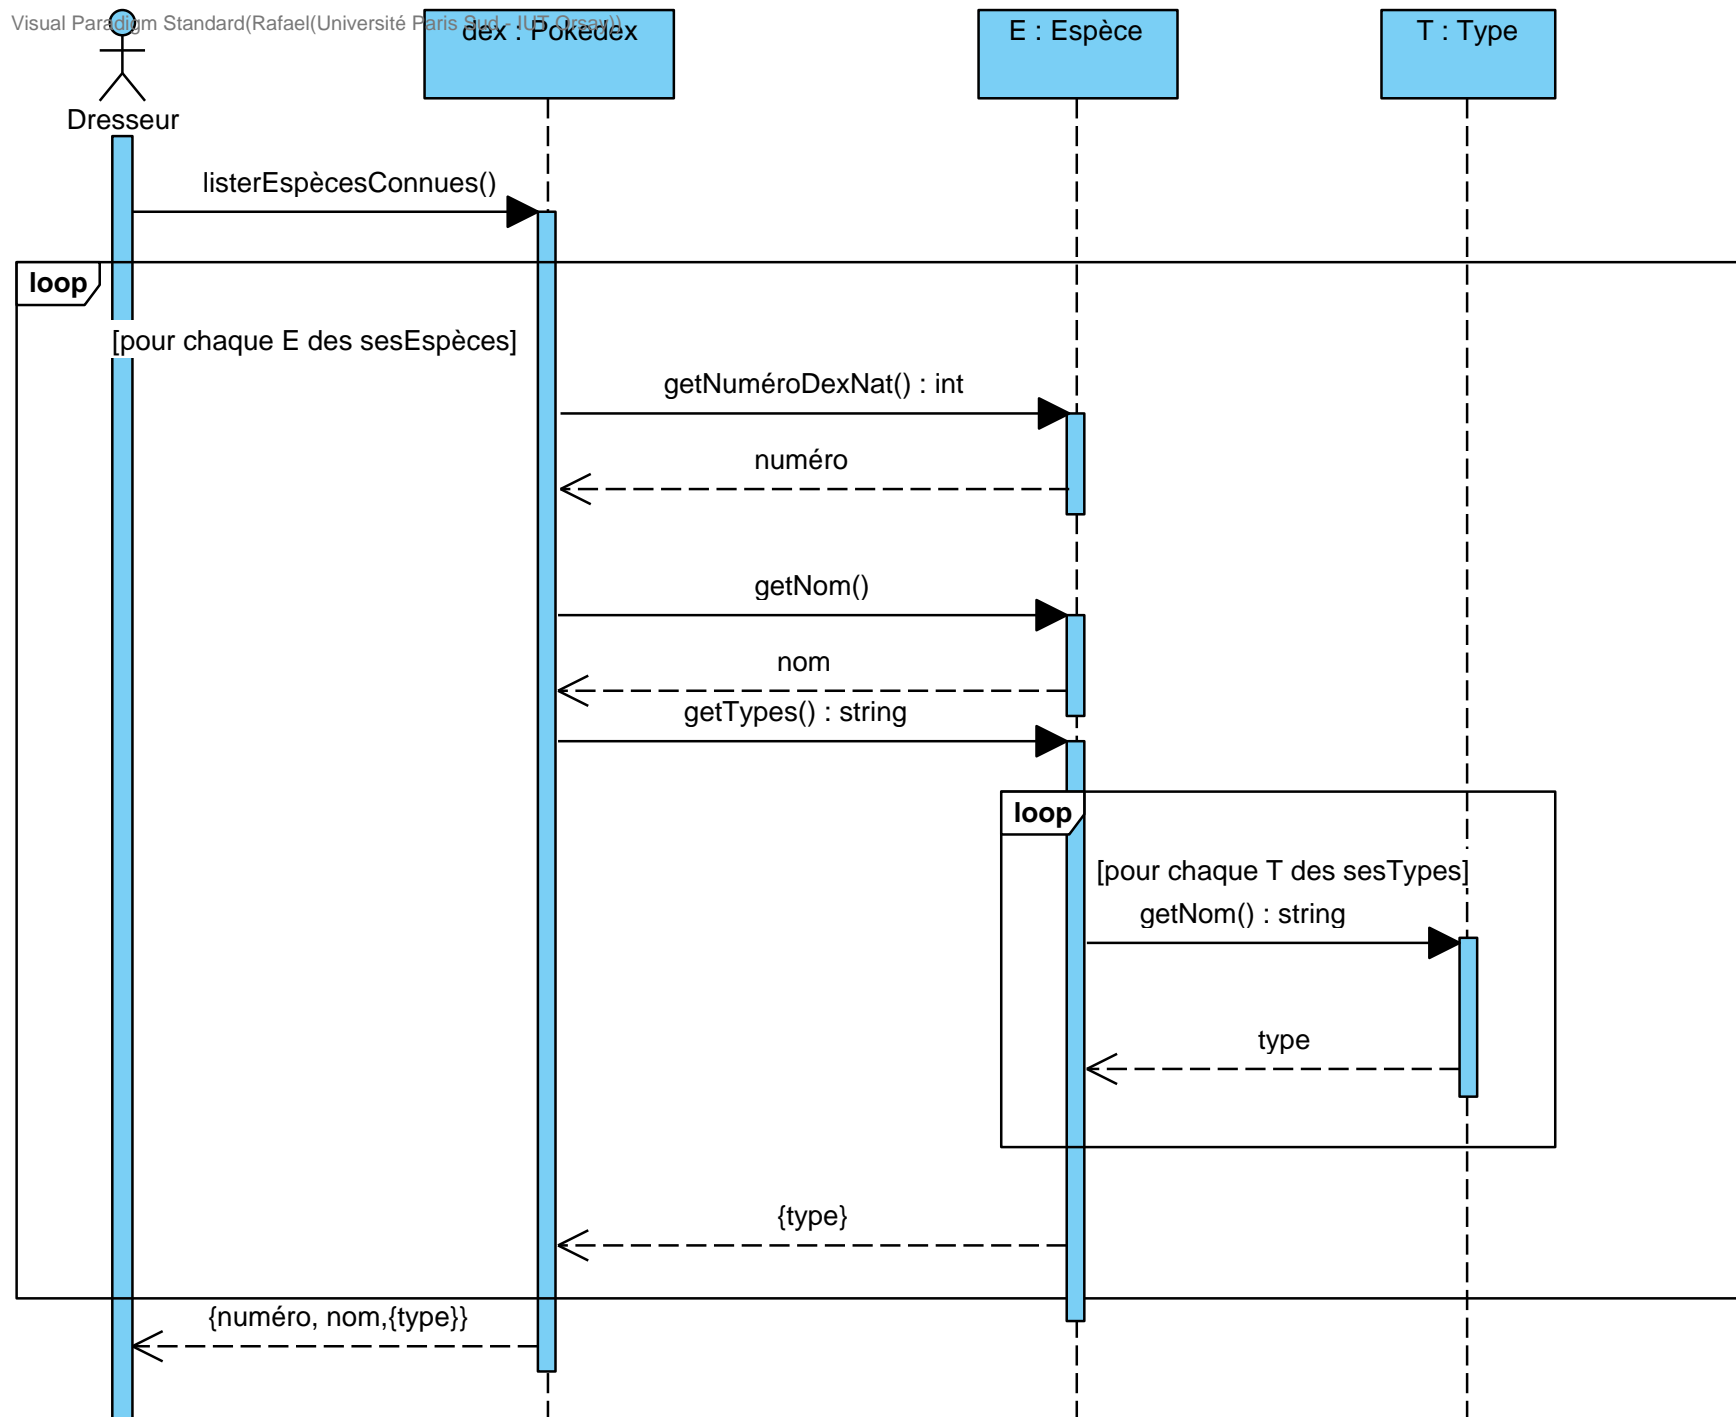 Visual Paradigm Standard(Rafael(Université Paris Sud - IUT Orsay))
dex : Pokédex
E : Espèce
T : Type
Dresseur
listerEspècesConnues()
loop
[pour chaque E des sesEspèces]
getNuméroDexNat() : int
numéro
getNom()
nom
getTypes() : string
loop
[pour chaque T des sesTypes]
getNom() : string
type
{type}
{numéro, nom,{type}}